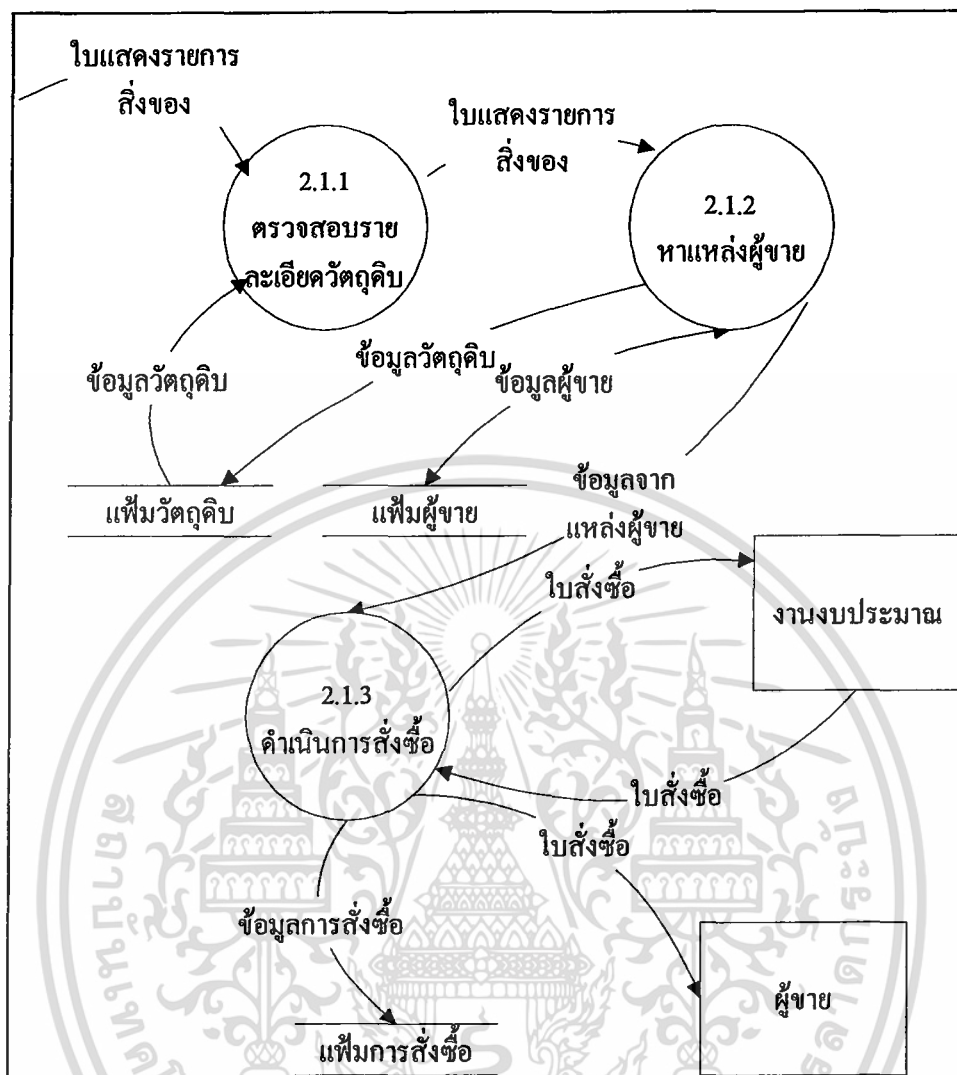 ใบแสดงรายการ
สิ่งของ
ใบแสดงรายการ
สิ่งของ
2.1.1
ตรวจสอบราย
ละเอียดวัตถุดิบ
2.1.2
หาแหล่งผู้ขาย
ข้อมูลวัตถุดิบ
ข้อมูลวัตถุดิบ
ข้อมูลผู้ขาย
แฟ้มวัตถุดิบ
แฟ้มผู้ขาย
ข้อมูลจาก
แหล่งผู้ขาย
ใบสั่งซื้อ
งานงบประมาณ
2.1.3
ดำเนินการสั่งซื้อ
ใบสั่งซื้อ
ใบสั่งซื้อ
ข้อมูลการสั่งซื้อ
ผู้ขาย
แฟ้มการสั่งซื้อ